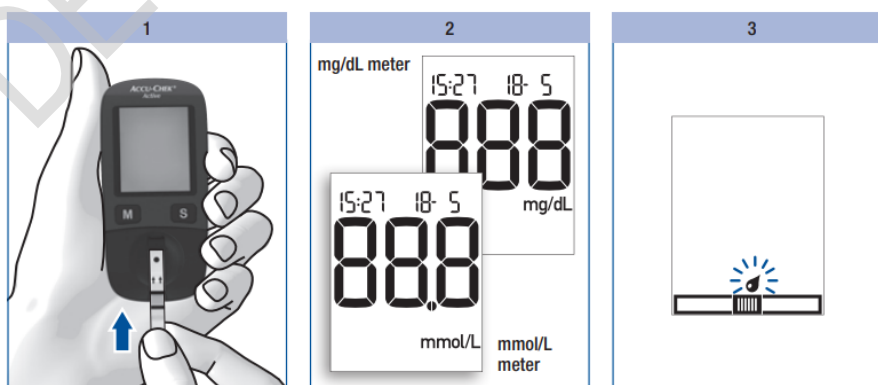 1
2
3
ACCU-CHEK®
Active
M
S
mg/dL meter
15:27 18- 5
888
mg/dL
15:27 18- 5
88.8
mmol/L
mmol/L
meter